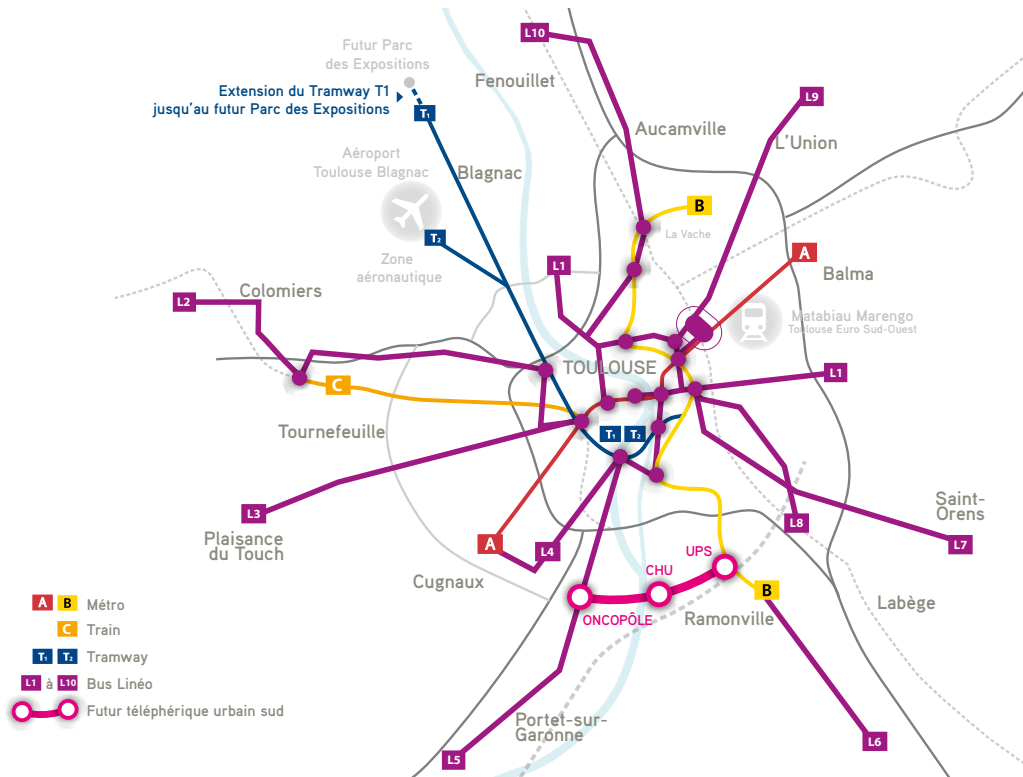 L10
Futur Parc
des Expositions
Fenouillet
Extension du Tramway T1
jusqu'au futur Parc des Expositions
L9
T1
Aucamville
L'Union
Aéroport
Toulouse Blagnac
Blagnac
B
La Vache
T2
A
Zone
aéronautique
L1
Balma
Colomiers
L2
Matabiau Marengo
Toulouse Euro Sud-Ouest
TOULOUSE
L1
C
Tournefeuille
T1 T2
L3
Saint-
Orens
L8
Plaisance
du Touch
A
L4
L7
UPS
CHU
Cugnaux
B
ONCOPÔLE
Ramonville
Labège
A B Métro
C Train
T1 T2 Tramway
L1 à L10 Bus Linéo
Futur téléphérique urbain sud
Portet-sur-
Garonne
L6
L5